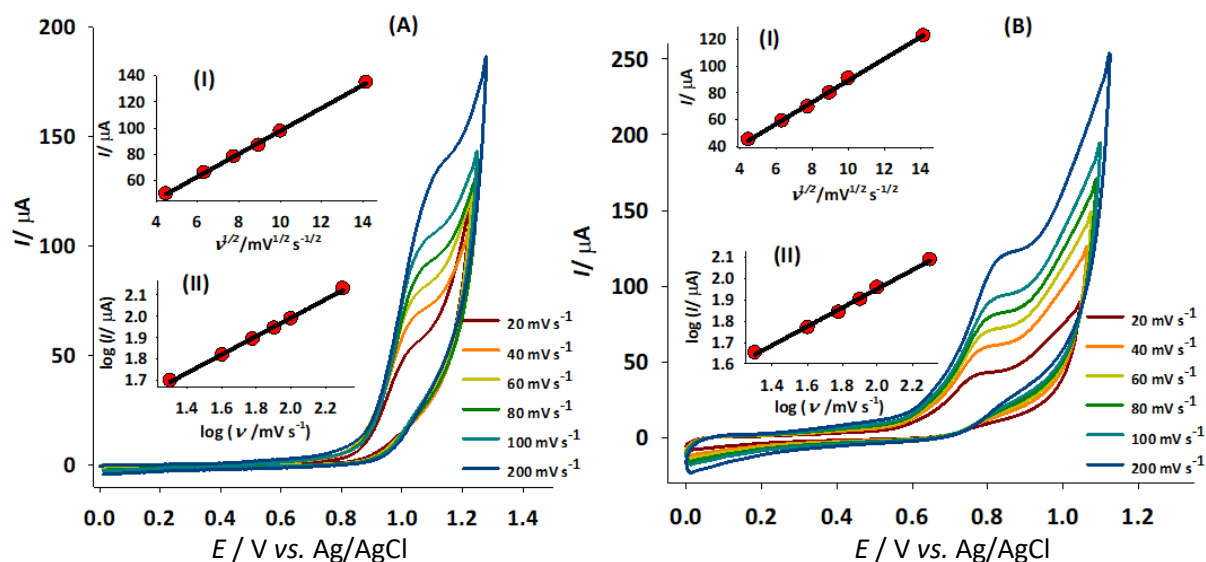 (A)
200
150
100
50
0
I/ µA
0.0 0.2 0.4 0.6 0.8 1.0 1.2 1.4
E / V vs. Ag/AgCl
(I)
140
120
100
80
60
I/ µA
4 6 8 10 12 14
ν^1/2/mV^1/2 s^-1/2
(II)
2.1
2.0
1.9
1.8
1.7
log (I/ µA)
1.4 1.6 1.8 2.0 2.2
log (ν /mV s^-1)
20 mV s^-1
40 mV s^-1
60 mV s^-1
80 mV s^-1
100 mV s^-1
200 mV s^-1
(B)
250
200
150
100
50
0
I/ µA
0.0 0.2 0.4 0.6 0.8 1.0 1.2
E / V vs. Ag/AgCl
(I)
120
100
80
60
40
I/ µA
4 6 8 10 12 14
ν^1/2/mV^1/2 s^-1/2
(II)
2.1
2.0
1.9
1.8
1.7
1.6
log (I/ µA)
1.4 1.6 1.8 2.0 2.2
log (ν /mV s^-1)
20 mV s^-1
40 mV s^-1
60 mV s^-1
80 mV s^-1
100 mV s^-1
200 mV s^-1